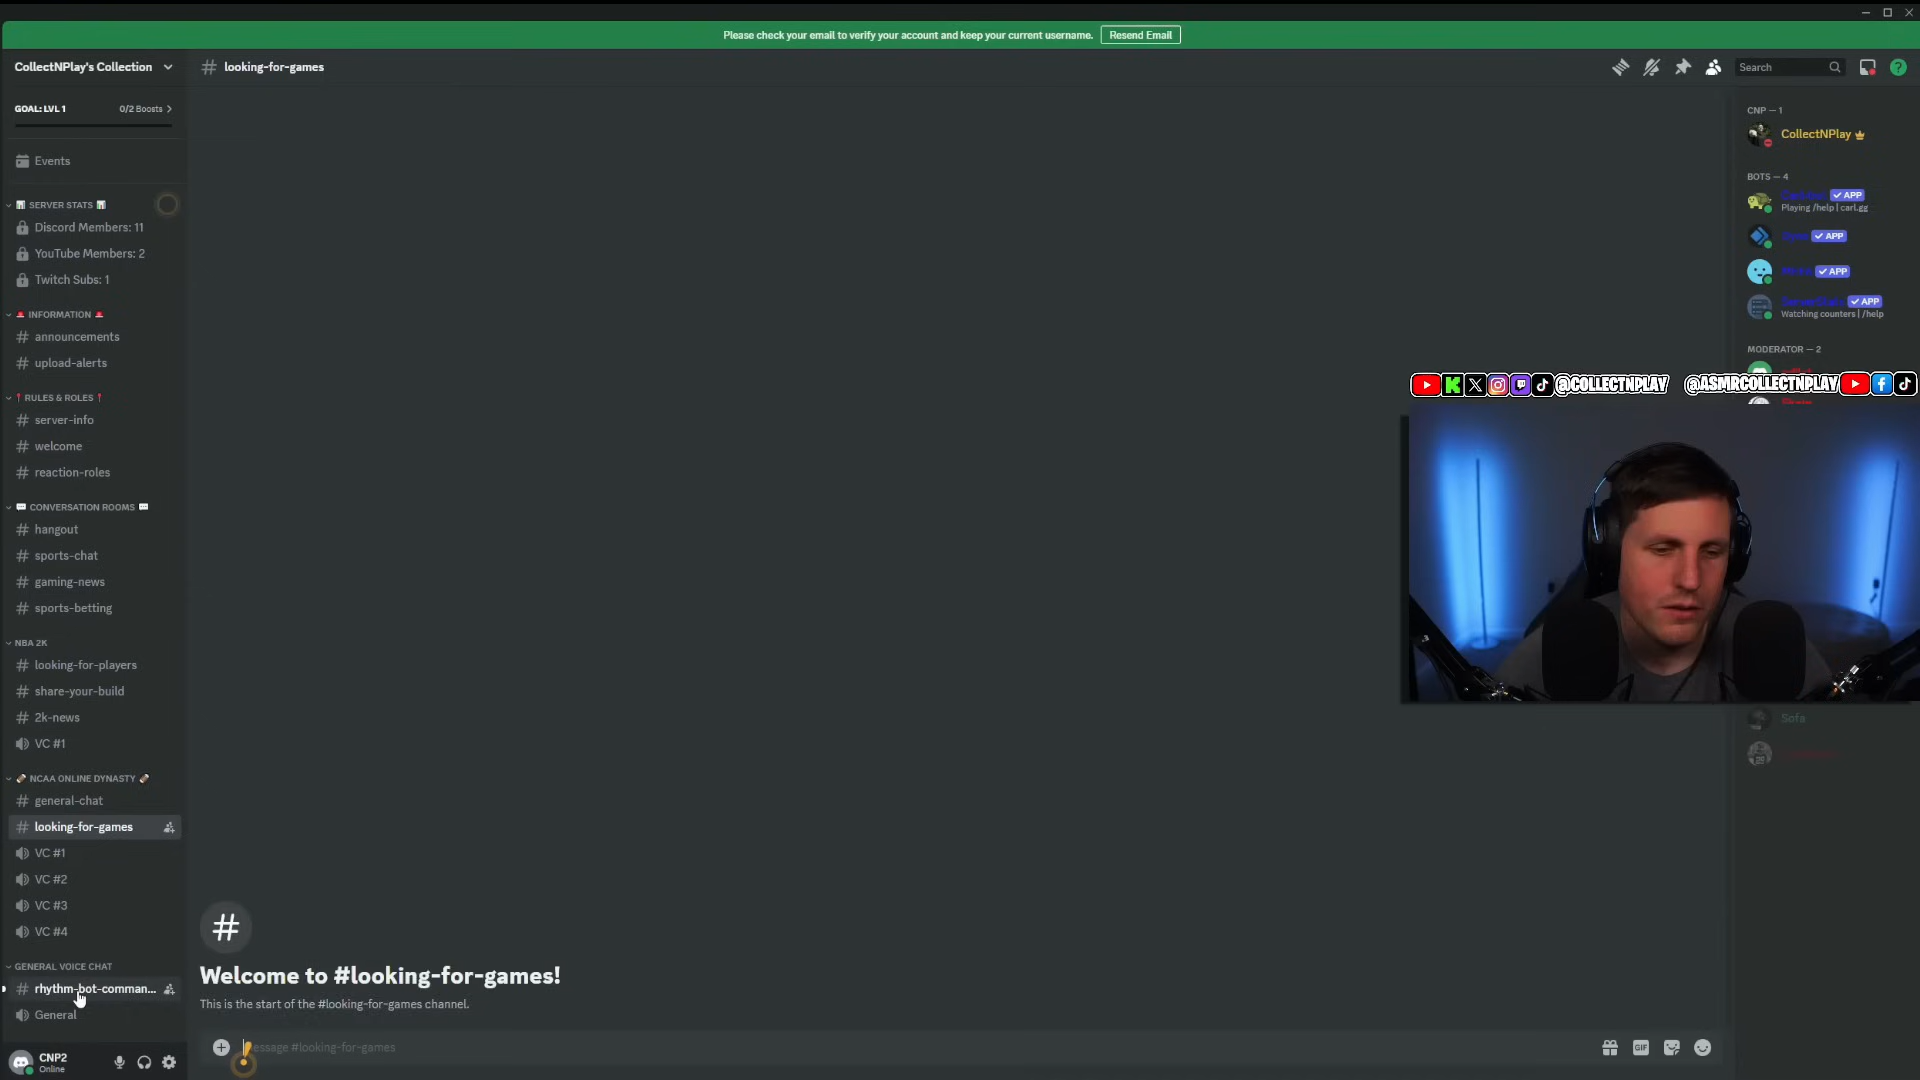 Please check your email to verify your account and keep your current username. Resend Email
CollectNPlay's Collection
# looking-for-games
Search
GOAL: LVL 1 0/2 Boosts
Events
SERVER STATS
Discord Members: 11
YouTube Members: 2
Twitch Subs: 1
INFORMATION
# announcements
# upload-alerts
RULES & ROLES
# server-info
# welcome
# reaction-roles
CONVERSATION ROOMS
# hangout
# sports-chat
# gaming-news
# sports-betting
NBA 2K
# looking-for-players
# share-your-build
# 2k-news
VC #1
NCAA ONLINE DYNASTY
# general-chat
# looking-for-games
VC #1
VC #2
VC #3
VC #4
GENERAL VOICE CHAT
# rhythm-bot-comman...
General
CNP2
Online
#
Welcome to #looking-for-games!
This is the start of the #looking-for-games channel.
essage #looking-for-games
GIF
CNP — 1
CollectNPlay
BOTS — 4
APP
Playing /help | carl.gg
APP
APP
APP
Watching counters | /help
MODERATOR — 2
@COLLECTNPLAY @ASMRCOLLECTNPLAY
Sofa